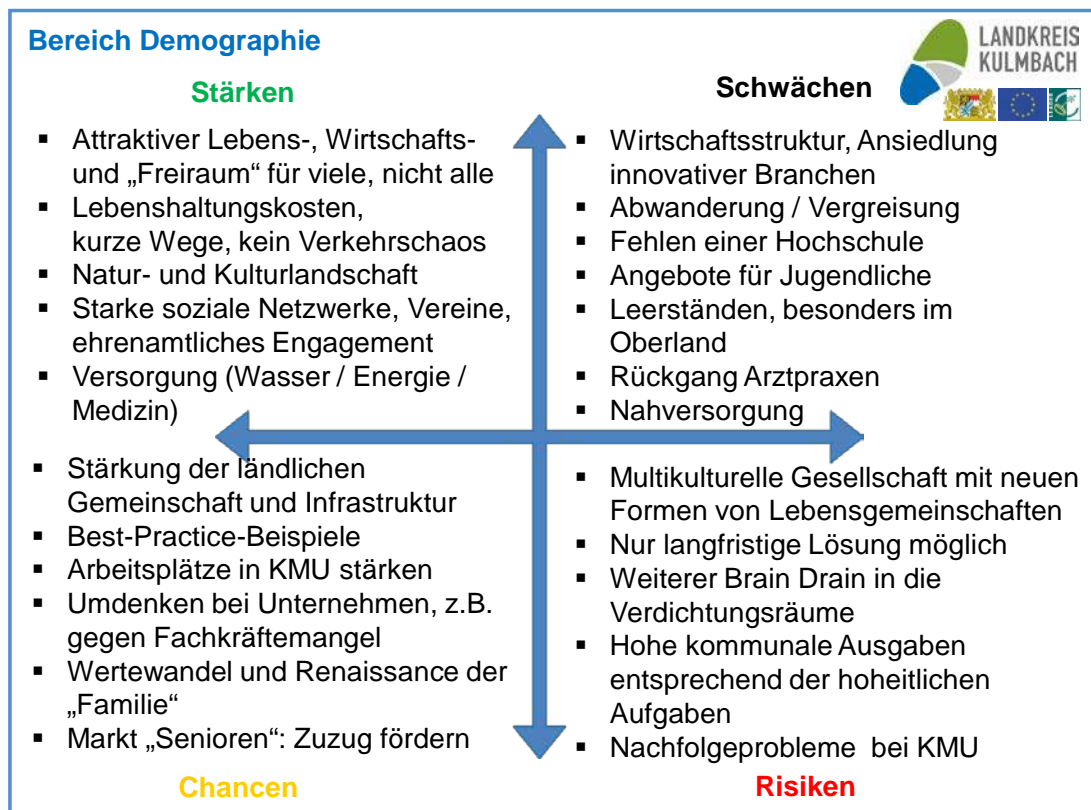 Bereich Demographie
LANDKREIS
KULMBACH
Stärken
▪ Attraktiver Lebens-, Wirtschafts-
und „Freiraum“ für viele, nicht alle
▪ Lebenshaltungskosten,
kurze Wege, kein Verkehrschaos
▪ Natur- und Kulturlandschaft
▪ Starke soziale Netzwerke, Vereine,
ehrenamtliches Engagement
▪ Versorgung (Wasser / Energie /
Medizin)
Schwächen
▪ Wirtschaftsstruktur, Ansiedlung
innovativer Branchen
▪ Abwanderung / Vergreisung
▪ Fehlen einer Hochschule
▪ Angebote für Jugendliche
▪ Leerständen, besonders im
Oberland
▪ Rückgang Arztpraxen
▪ Nahversorgung
▪ Stärkung der ländlichen
Gemeinschaft und Infrastruktur
▪ Best-Practice-Beispiele
▪ Arbeitsplätze in KMU stärken
▪ Umdenken bei Unternehmen, z.B.
gegen Fachkräftemangel
▪ Wertewandel und Renaissance der
„Familie“
▪ Markt „Senioren“: Zuzug fördern
Chancen
▪ Multikulturelle Gesellschaft mit neuen
Formen von Lebensgemeinschaften
▪ Nur langfristige Lösung möglich
▪ Weiterer Brain Drain in die
Verdichtungsräume
▪ Hohe kommunale Ausgaben
entsprechend der hoheitlichen
Aufgaben
▪ Nachfolgeprobleme bei KMU
Risiken